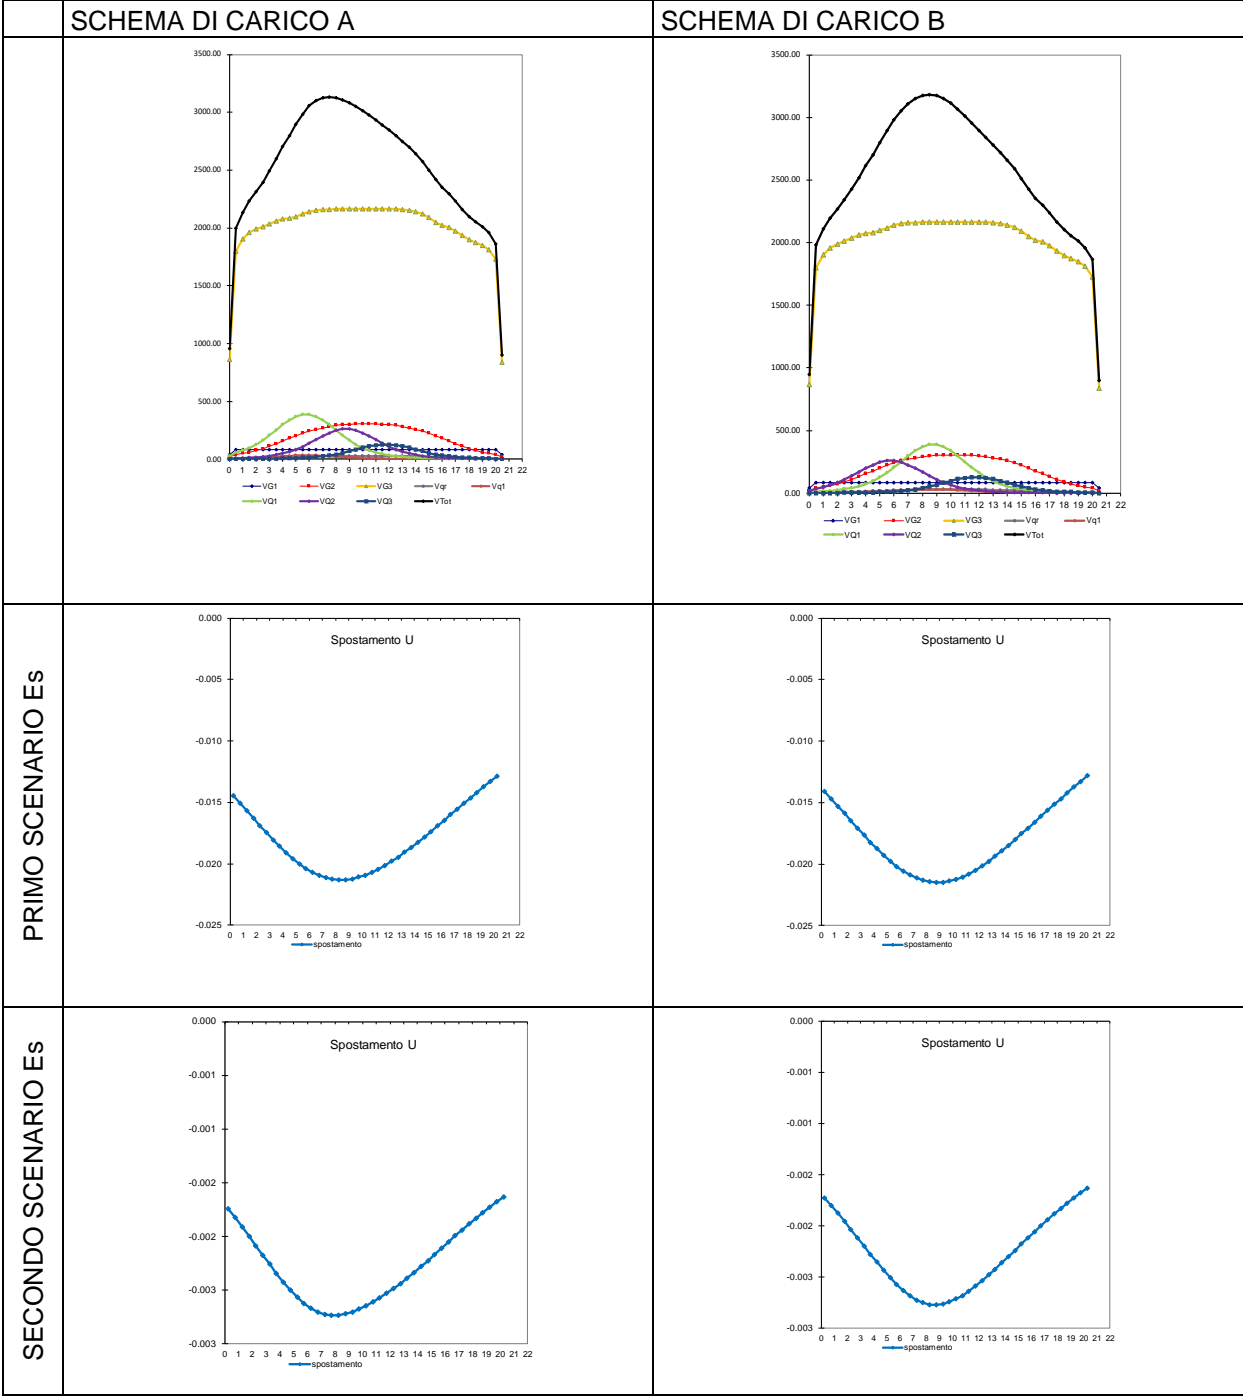 SCHEMA DI CARICO A
SCHEMA DI CARICO B
3500.00
3000.00
2500.00
2000.00
1500.00
1000.00
500.00
0.00
0 1 2 3 4 5 6 7 8 9 10 11 12 13 14 15 16 17 18 19 20 21 22
VG1 VG2 VG3 Vqr Vq1
VQ1 VQ2 VQ3 VTot
3500.00
3000.00
2500.00
2000.00
1500.00
1000.00
500.00
0.00
0 1 2 3 4 5 6 7 8 9 10 11 12 13 14 15 16 17 18 19 20 21 22
VG1 VG2 VG3 Vqr Vq1
VQ1 VQ2 VQ3 VTot
PRIMO SCENARIO Es
Spostamento U
0.000
-0.005
-0.010
-0.015
-0.020
-0.025
0 1 2 3 4 5 6 7 8 9 10 11 12 13 14 15 16 17 18 19 20 21 22
spostamento
Spostamento U
0.000
-0.005
-0.010
-0.015
-0.020
-0.025
0 1 2 3 4 5 6 7 8 9 10 11 12 13 14 15 16 17 18 19 20 21 22
spostamento
SECONDO SCENARIO Es
Spostamento U
0.000
-0.001
-0.001
-0.002
-0.002
-0.003
-0.003
0 1 2 3 4 5 6 7 8 9 10 11 12 13 14 15 16 17 18 19 20 21 22
spostamento
Spostamento U
0.000
-0.001
-0.001
-0.002
-0.002
-0.003
-0.003
0 1 2 3 4 5 6 7 8 9 10 11 12 13 14 15 16 17 18 19 20 21 22
spostamento